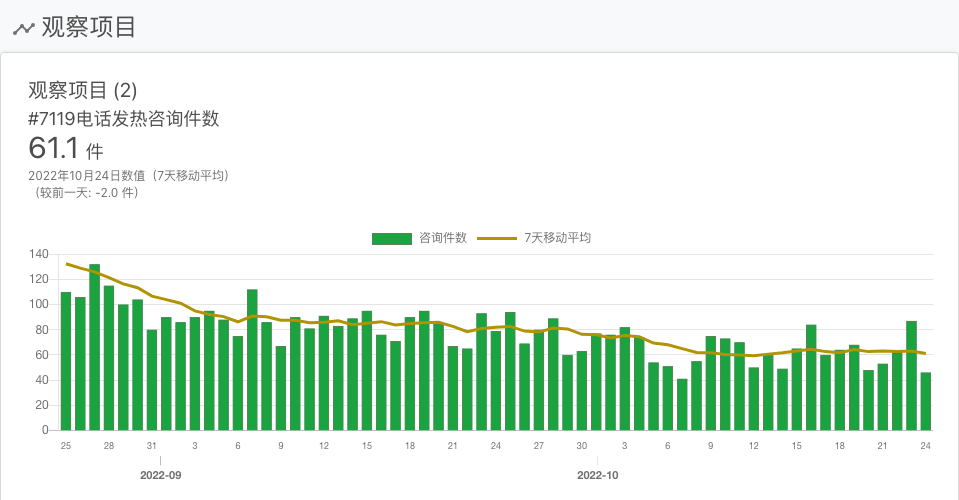 观察项目
观察项目 (2)
#7119电话发热咨询件数
61.1 件
2022年10月24日数值（7天移动平均）
（较前一天: -2.0 件）
咨询件数 7天移动平均
140
120
100
80
60
40
20
0
25 28 31 3 6 9 12 15 18 21 24 27 30 3 6 9 12 15 18 21 24
2022-09 2022-10